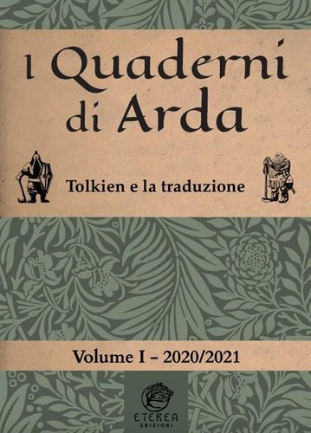 I Quaderni
di Arda
Tolkien e la traduzione
Volume I – 2020/2021
ETEREA
EDIZIONI